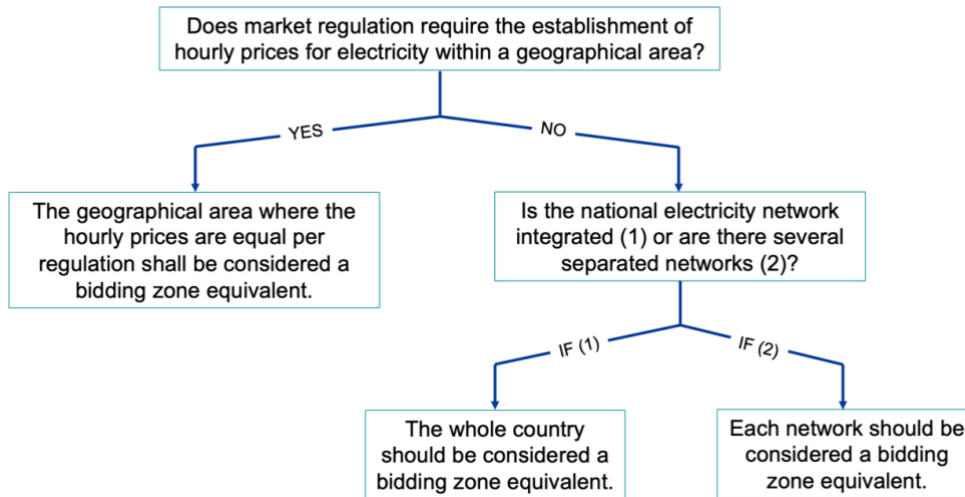 Does market regulation require the establishment of
hourly prices for electricity within a geographical area?
YES
NO
The geographical area where the
hourly prices are equal per
regulation shall be considered a
bidding zone equivalent.
Is the national electricity network
integrated (1) or are there several
separated networks (2)?
IF (1)
IF (2)
The whole country
should be considered a
bidding zone equivalent.
Each network should be
considered a bidding
zone equivalent.